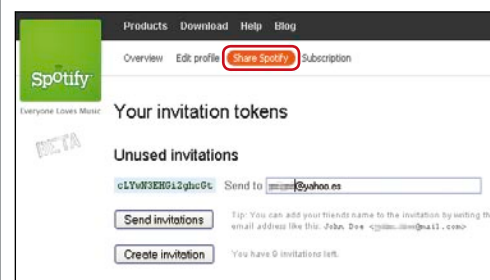 Products Download Help Blog
Overview Edit profile Share Spotify Subscription
Spotify
Everyone Loves Music
BETA
Your invitation tokens
Unused invitations
Send to @yahoo.es
Send invitations
Tip: You can add your friends name to the invitation by writing the
email address like this: John Doe
Create invitation
You have 9 invitations left.